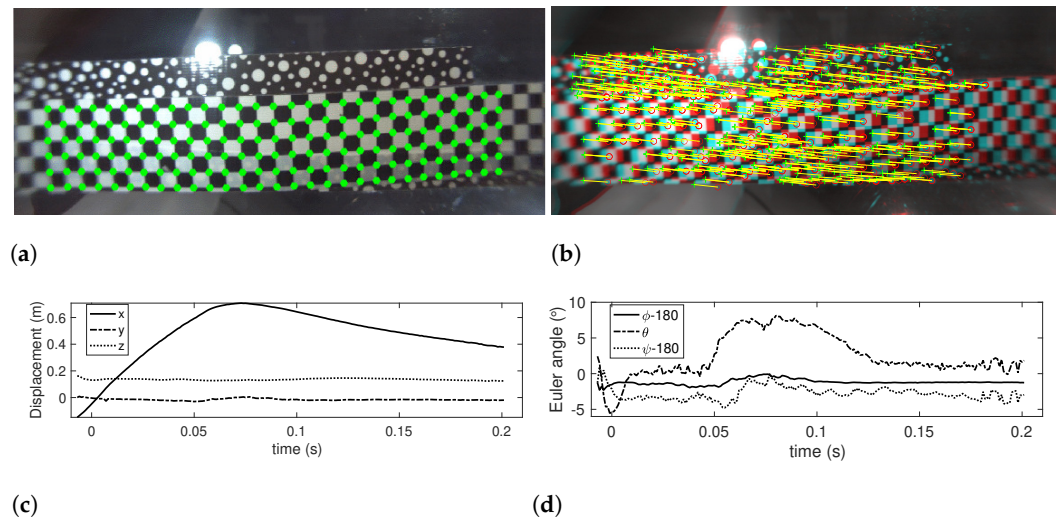 (a)
(b)
Displacement (m)
0.6
0.4
0.2
0
x
y
z
0
0.05
0.1
0.15
0.2
time (s)
(c)
Euler angle (°)
10
5
0
-5
ϕ-180
θ
ψ-180
0
0.05
0.1
0.15
0.2
time (s)
(d)